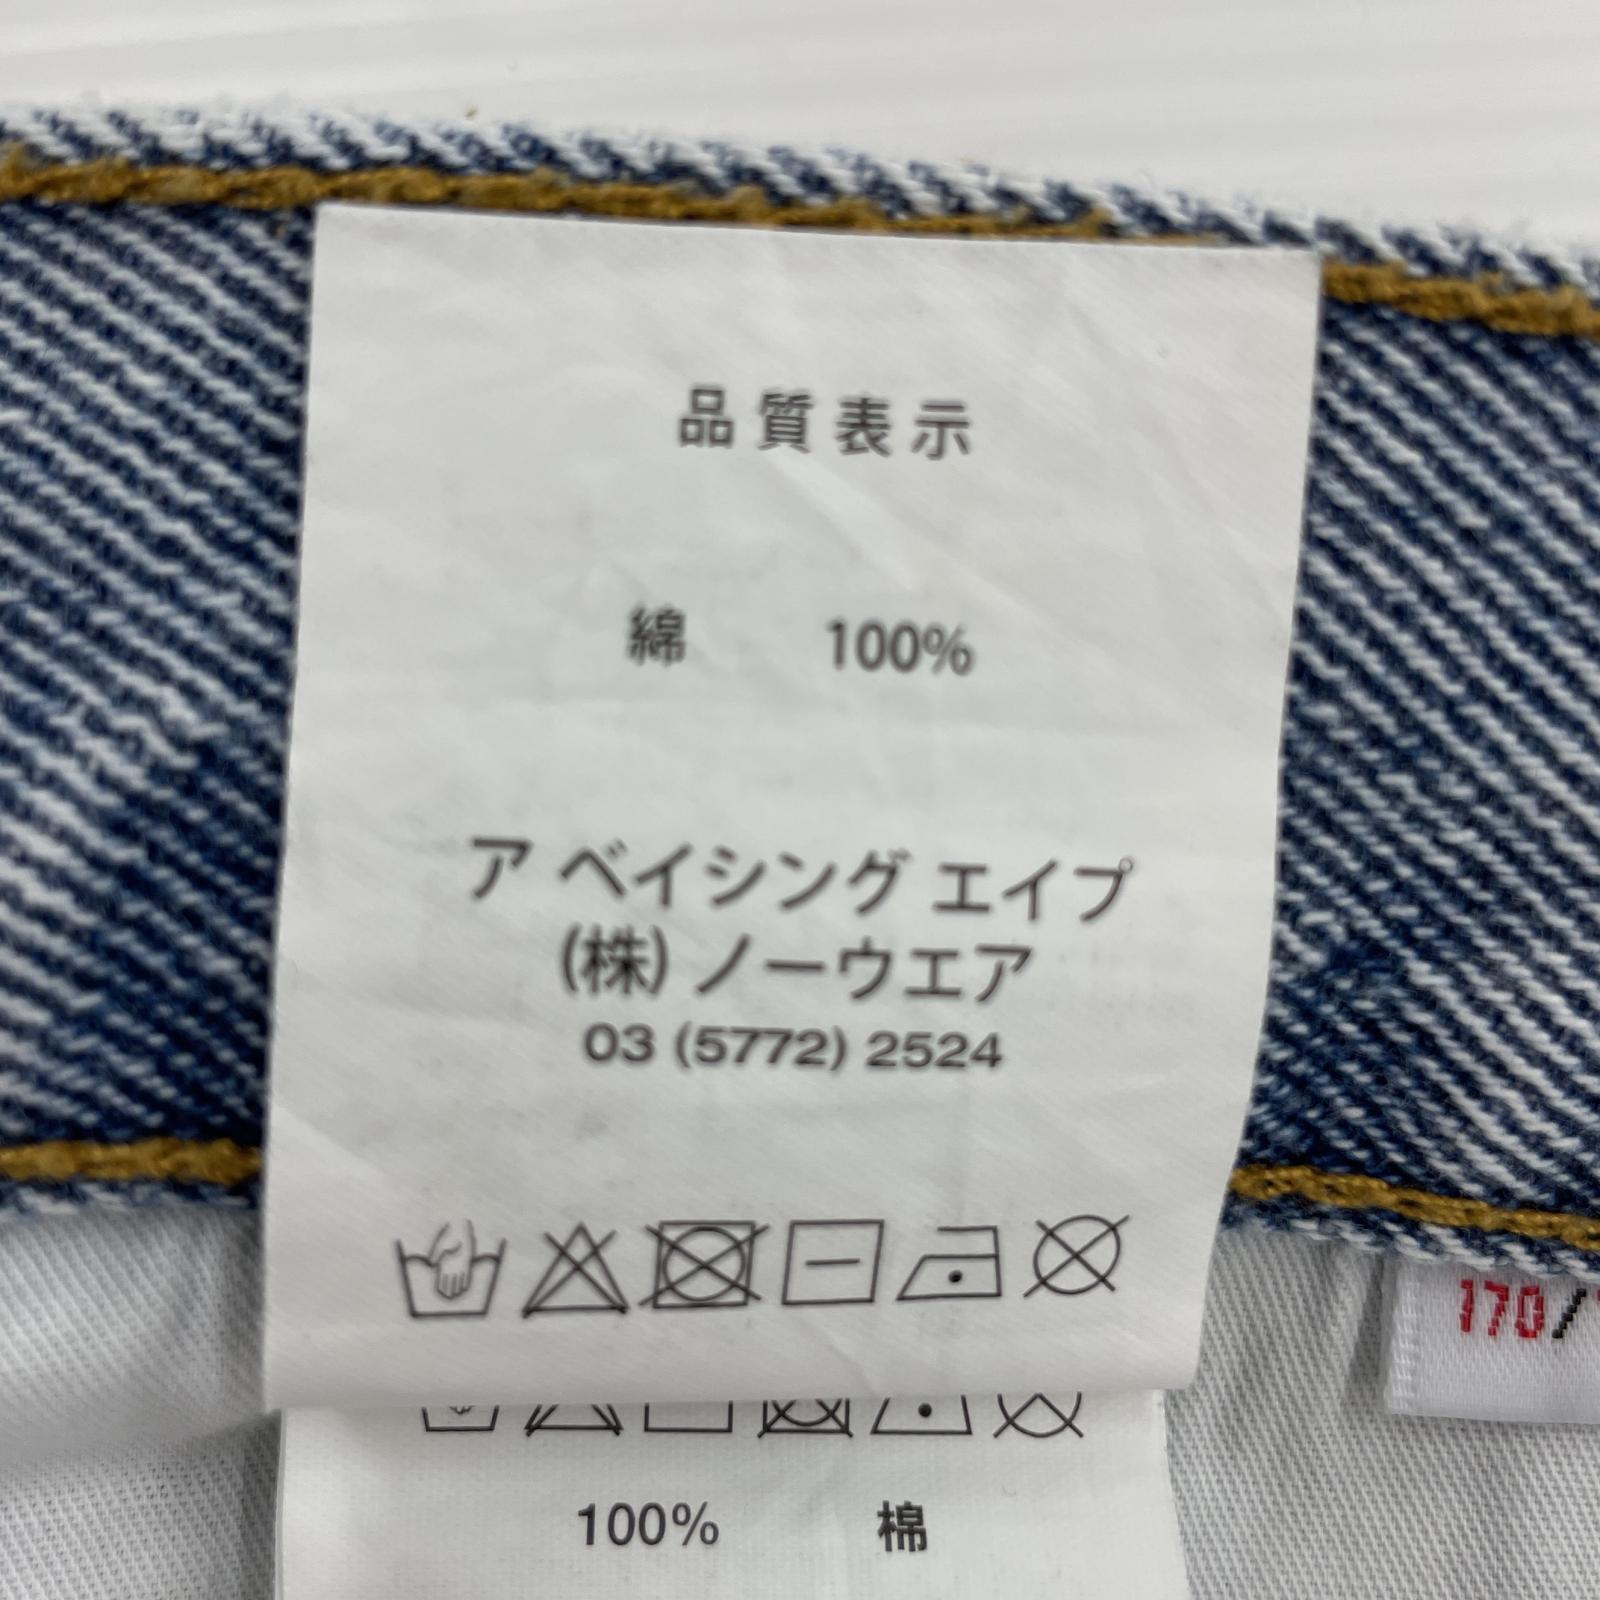 品質表示
綿 100%
ア ベイシング エイプ
(株) ノーウエア
03 (5772) 2524
170/
100% 棉